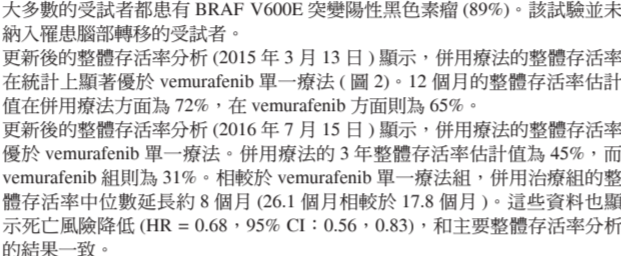 大多數的受試者都患有 BRAF V600E 突變陽性黑色素瘤 (89%)。該試驗並未
納入罹患腦部轉移的受試者。
更新後的整體存活率分析 (2015 年 3 月 13 日 ) 顯示，併用療法的整體存活率
在統計上顯著優於 vemurafenib 單一療法 ( 圖 2)。12 個月的整體存活率估計
值在併用療法方面為 72%，在 vemurafenib 方面則為 65%。
更新後的整體存活率分析 (2016 年 7 月 15 日 ) 顯示，併用療法的整體存活率
優於 vemurafenib 單一療法。併用療法的 3 年整體存活率估計值為 45%，而
vemurafenib 組則為 31%。相較於 vemurafenib 單一療法組，併用治療組的整
體存活率中位數延長約 8 個月 (26.1 個月相較於 17.8 個月 )。這些資料也顯
示死亡風險降低 (HR = 0.68，95% CI：0.56，0.83)，和主要整體存活率分析
的結果一致。